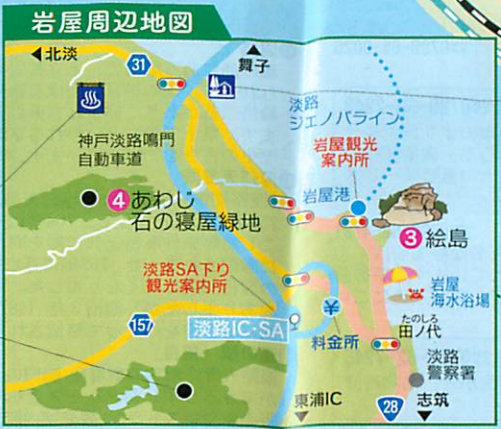 岩屋周辺地図
北淡
31
舞子
淡路
ジェノバライン
神戸淡路鳴門
自動車道
岩屋観光
案内所
岩屋港
4 あわじ
石の寝屋緑地
3 絵島
淡路SA下り
観光案内所
岩屋
海水浴場
157
淡路IC・SA
料金所
たのしろ
田ノ代
淡路
警察署
東浦IC
28
志筑